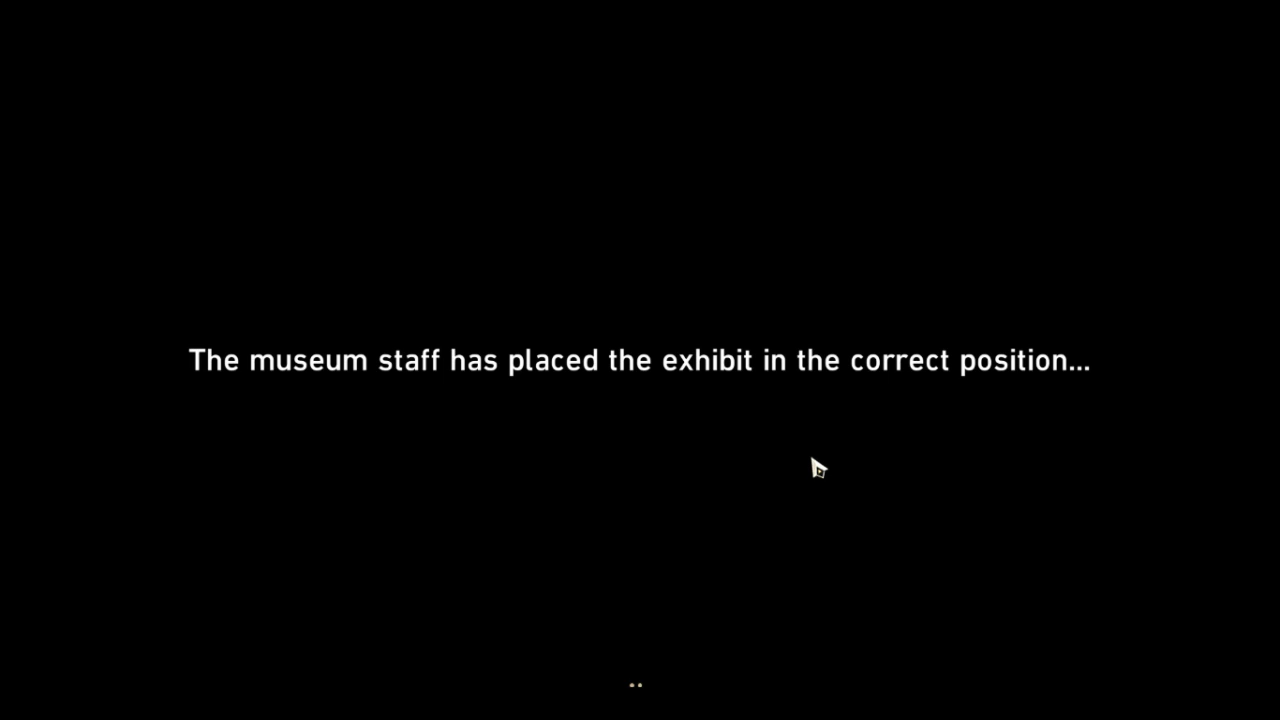 The museum staff has placed the exhibit in the correct position...